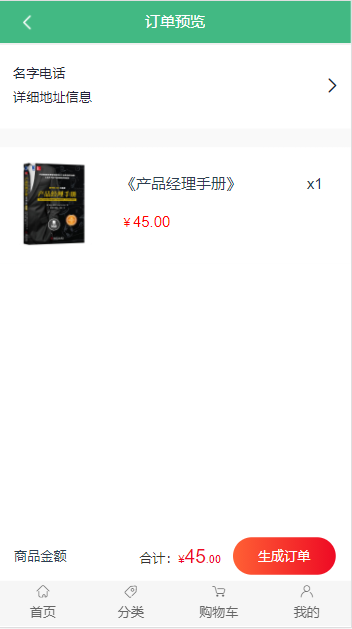 订单预览
名字电话
详细地址信息
产品经理手册
《产品经理手册》 x1
¥45.00
商品金额 合计：¥45.00 生成订单
首页 分类 购物车 我的